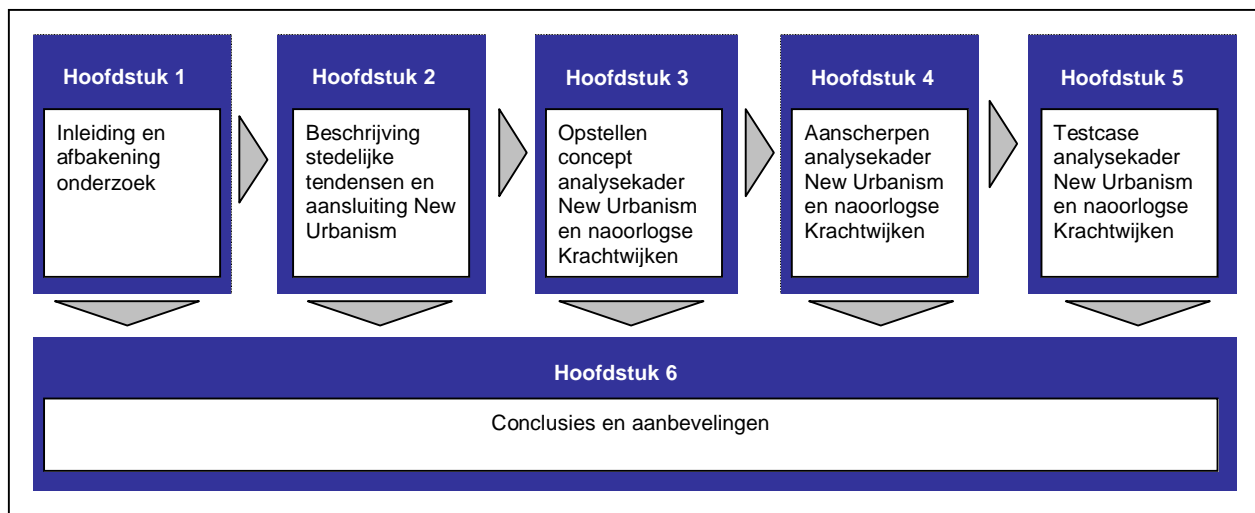 Hoofdstuk 1
Inleiding en
afbakening
onderzoek
Hoofdstuk 2
Beschrijving
stedelijke
tendensen en
aansluiting New
Urbanism
Hoofdstuk 3
Opstellen
concept
analysekader
New Urbanism
en naoorlogse
Krachtwijken
Hoofdstuk 4
Aanscherpen
analysekader
New Urbanism
en naoorlogse
Krachtwijken
Hoofdstuk 5
Testcase
analysekader
New Urbanism
en naoorlogse
Krachtwijken
Hoofdstuk 6
Conclusies en aanbevelingen